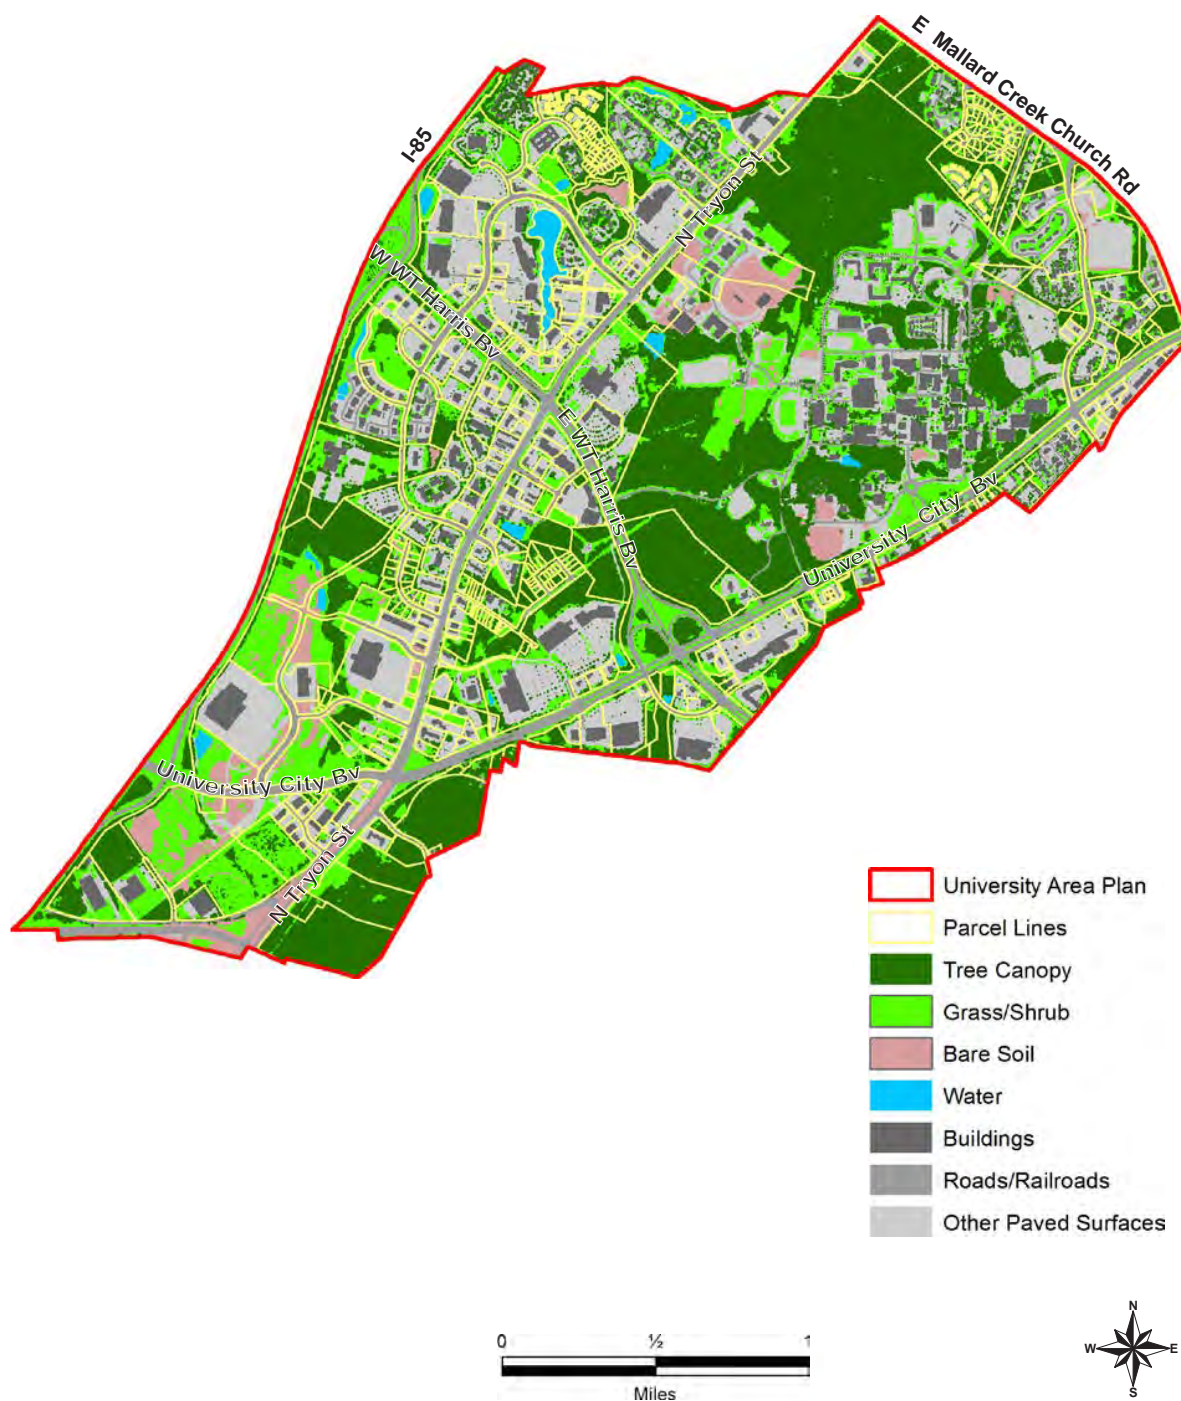 E Mallard Creek Church Rd
I-85
N Tryon St
W WT Harris Bv
E WT Harris Bv
University City Bv
University City Bv
N Tryon St
University Area Plan
Parcel Lines
Tree Canopy
Grass/Shrub
Bare Soil
Water
Buildings
Roads/Railroads
Other Paved Surfaces
0 ½ 1
Miles
N
W E
S